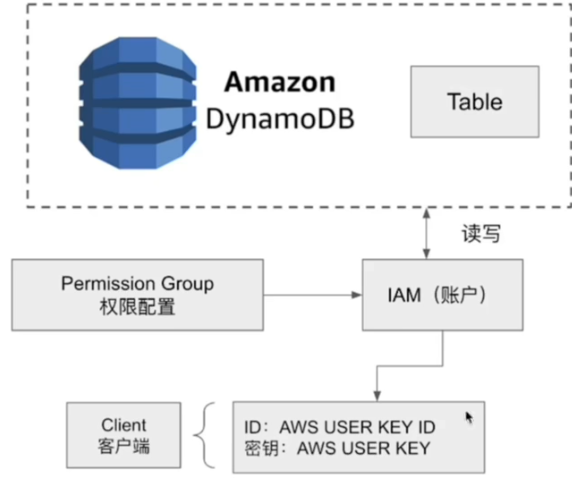 Amazon
DynamoDB
Table
读写
Permission Group
权限配置
IAM（账户）
Client
客户端
ID：AWS USER KEY ID
密钥：AWS USER KEY